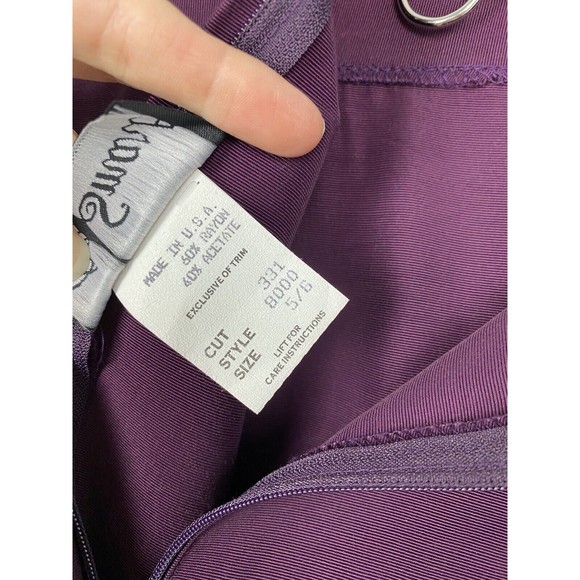 MADE IN U.S.A.
60% RAYON
40% ACETATE
EXCLUSIVE OF TRIM
CUT 331
STYLE 8000
SIZE 5/6
LIFT FOR
CARE INSTRUCTIONS